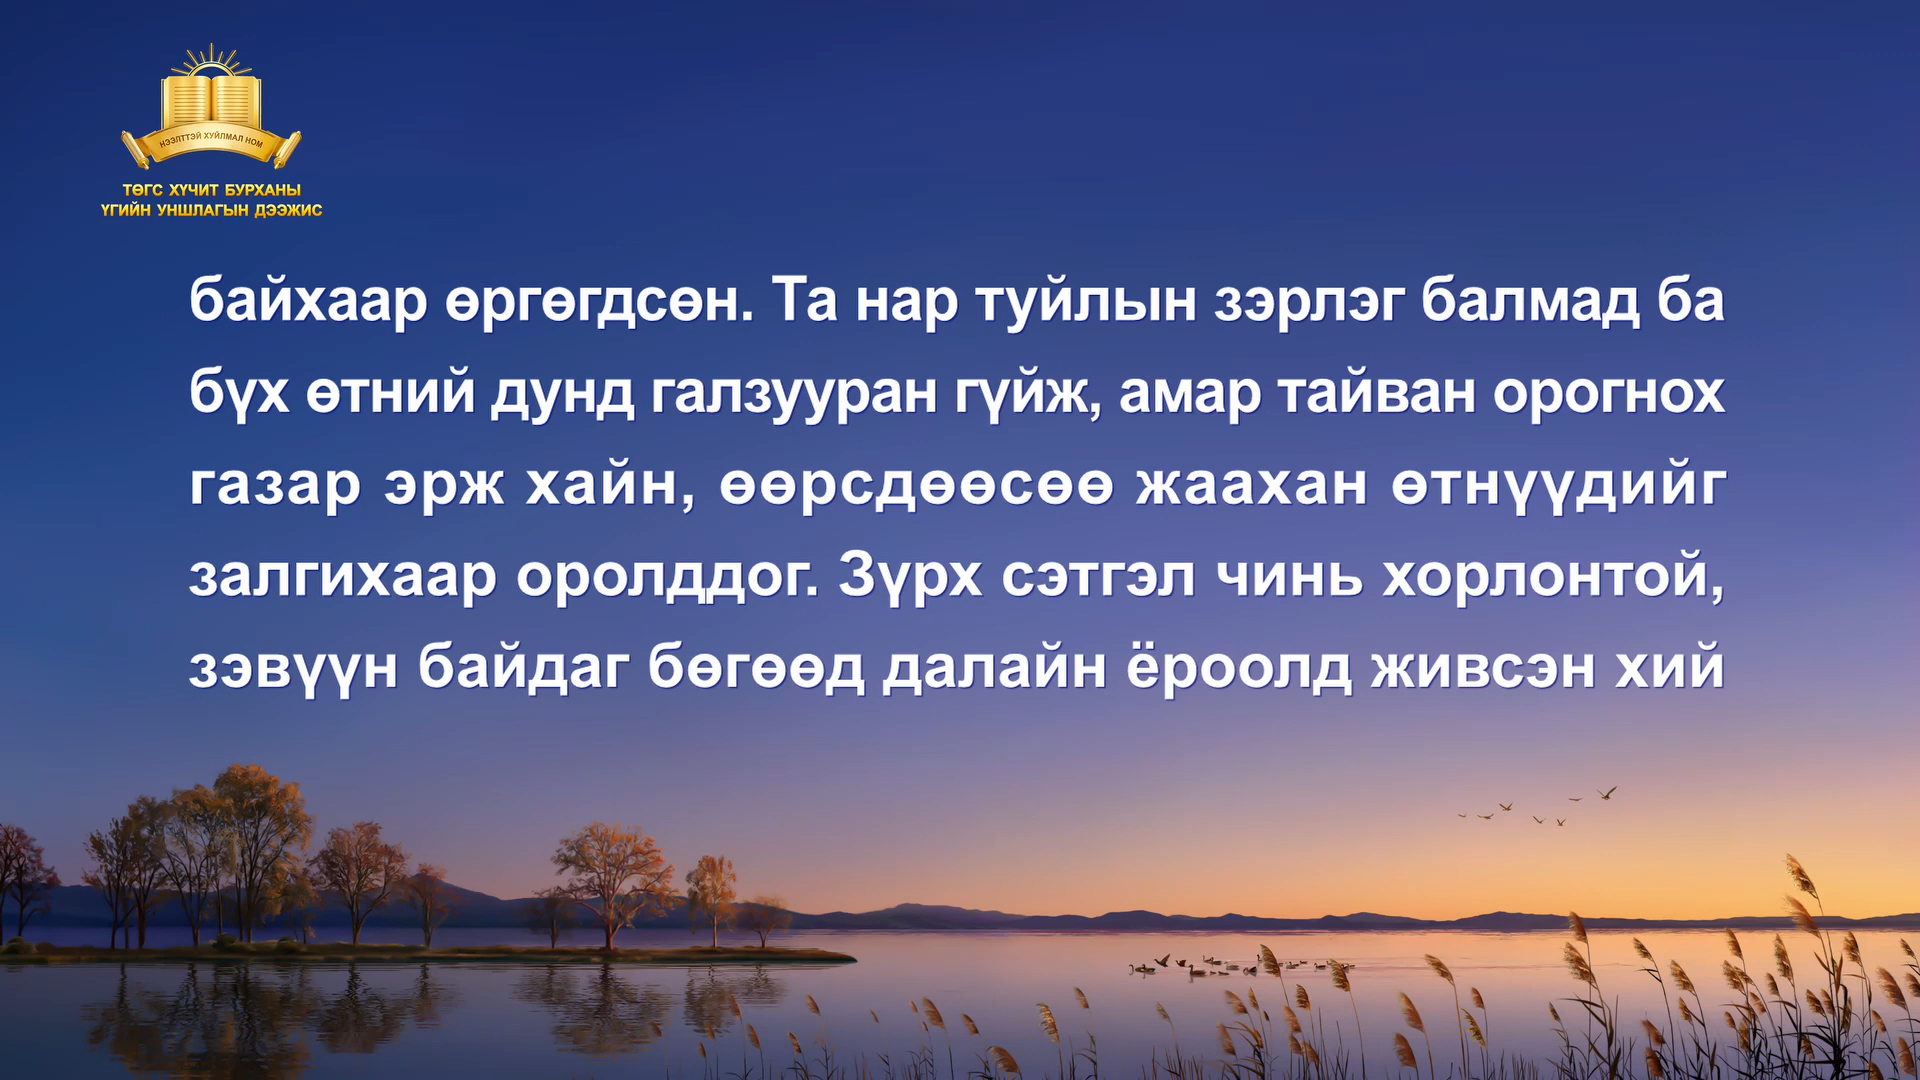 НЭЭЛТТЭЙ ХУЙЛМАЛ НОМ
ТӨГС ХҮЧИТ БУРХАНЫ
ҮГИЙН УНШЛАГЫН ДЭЭЖИС
байхаар өргөгдсөн. Та нар туйлын зэрлэг балмад ба
бүх өтний дунд галзууран гүйж, амар тайван орогнох
газар эрж хайн, өөрсдөөсөө жаахан өтнүүдийг
залгихаар оролддог. Зүрх сэтгэл чинь хорлонтой,
зэвүүн байдаг бөгөөд далайн ёроолд живсэн хий